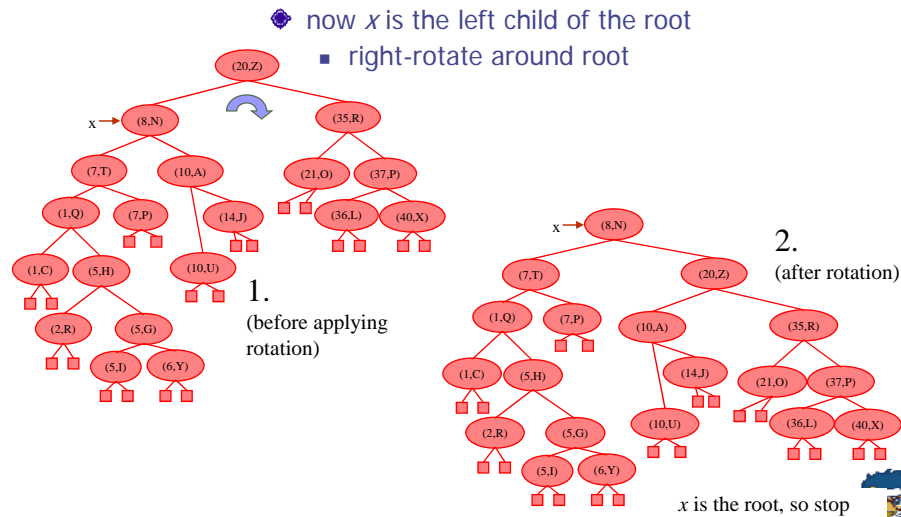 now x is the left child of the root
right-rotate around root
(20,Z)
x
(8,N)
(35,R)
(7,T)
(10,A)
(21,O)
(37,P)
(1,Q)
(7,P)
(14,J)
(36,L)
(40,X)
(1,C)
(5,H)
(10,U)
(2,R)
(5,G)
(5,I)
(6,Y)
1.
(before applying
rotation)
x
(8,N)
2.
(after rotation)
(7,T)
(20,Z)
(1,Q)
(7,P)
(10,A)
(35,R)
(1,C)
(5,H)
(14,J)
(21,O)
(37,P)
(2,R)
(5,G)
(10,U)
(36,L)
(40,X)
(5,I)
(6,Y)
x is the root, so stop